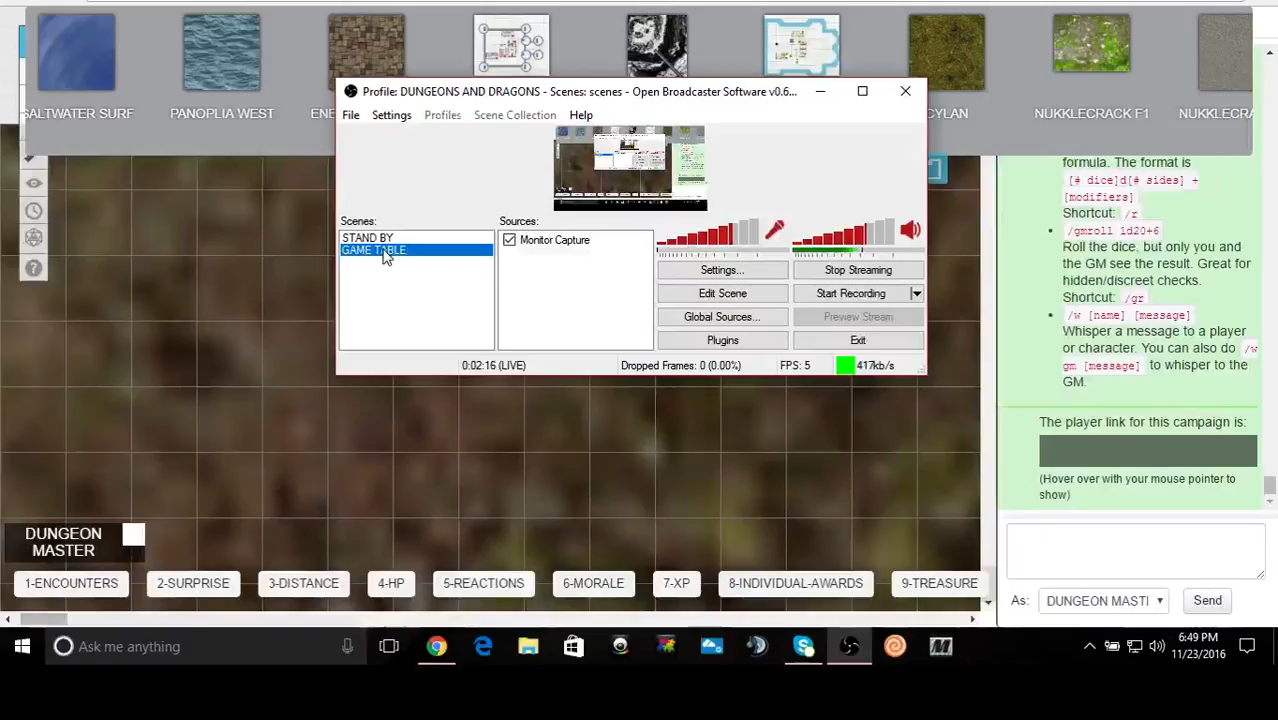 SALTWATER SURF
PANOPLIA WEST
CYLAN
NUKKLECRACK F1
NUKKLECR
Profile: DUNGEONS AND DRAGONS - Scenes: scenes - Open Broadcaster Software v0.6...
File
Settings
Profiles
Scene Collection
Help
Scenes:
STAND BY
GAME TABLE
Sources:
Monitor Capture
Settings...
Stop Streaming
Edit Scene
Start Recording
Global Sources...
Preview Stream
Plugins
Exit
0:02:16 (LIVE)
Dropped Frames: 0 (0.00%)
FPS: 5
417kb/s
formula. The format is
[# dice]d[# sides] +
[modifiers]
Shortcut: /r
/gmroll 1d20+6
Roll the dice, but only you and
the GM see the result. Great for
hidden/discreet checks.
Shortcut: /gr
/w [name] [message]
Whisper a message to a player
or character. You can also do /w
gm [message] to whisper to the
GM.
The player link for this campaign is:
(Hover over with your mouse pointer to
show)
As:
DUNGEON MASTI
Send
DUNGEON
MASTER
1-ENCOUNTERS
2-SURPRISE
3-DISTANCE
4-HP
5-REACTIONS
6-MORALE
7-XP
8-INDIVIDUAL-AWARDS
9-TREASURE
Ask me anything
6:49 PM
11/23/2016